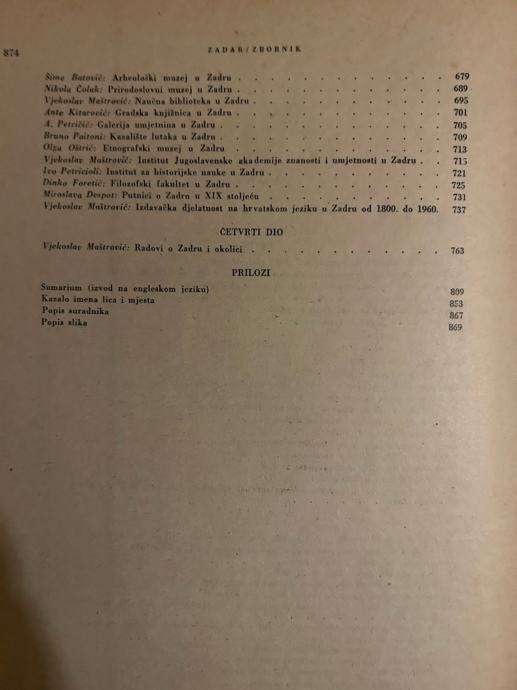 874
ZADAR/ZBORNIK
Šime Batović: Arheološki muzej u Zadru . . . . . . . . . . . . . 679
Nikola Čolak: Prirodoslovni muzej u Zadru . . . . . . . . . . . . 689
Vjekoslav Maštrović: Naučna biblioteka u Zadru . . . . . . . . . . . . 695
Ante Kitarović: Gradska knjižnica u Zadru . . . . . . . . . . . . 701
A. Petričić: Galerija umjetnina u Zadru . . . . . . . . . . . . . 705
Bruno Paitoni: Kazalište lutaka u Zadru . . . . . . . . . . . . . 709
Olga Oštrić: Etnografski muzej u Zadru . . . . . . . . . . . . . 713
Vjekoslav Maštrović: Institut Jugoslavenske akademije znanosti i umjetnosti u Zadru . . 715
Ivo Petricioli: Institut za historijske nauke u Zadru . . . . . . . . . . . 721
Dinko Foretić: Filozofski fakultet u Zadru . . . . . . . . . . . . . 725
Miroslava Despot: Putnici o Zadru u XIX stoljeću . . . . . . . . . . . 731
Vjekoslav Maštrović: Izdavačka djelatnost na hrvatskom jeziku u Zadru od 1800. do 1960. 737
ČETVRTI DIO
Vjekoslav Maštrović: Radovi o Zadru i okolici . . . . . . . . . . . . 763
PRILOZI
Sumarium (izvod na engleskom jeziku) 809
Kazalo imena lica i mjesta 853
Popis suradnika 867
Popis slika 869